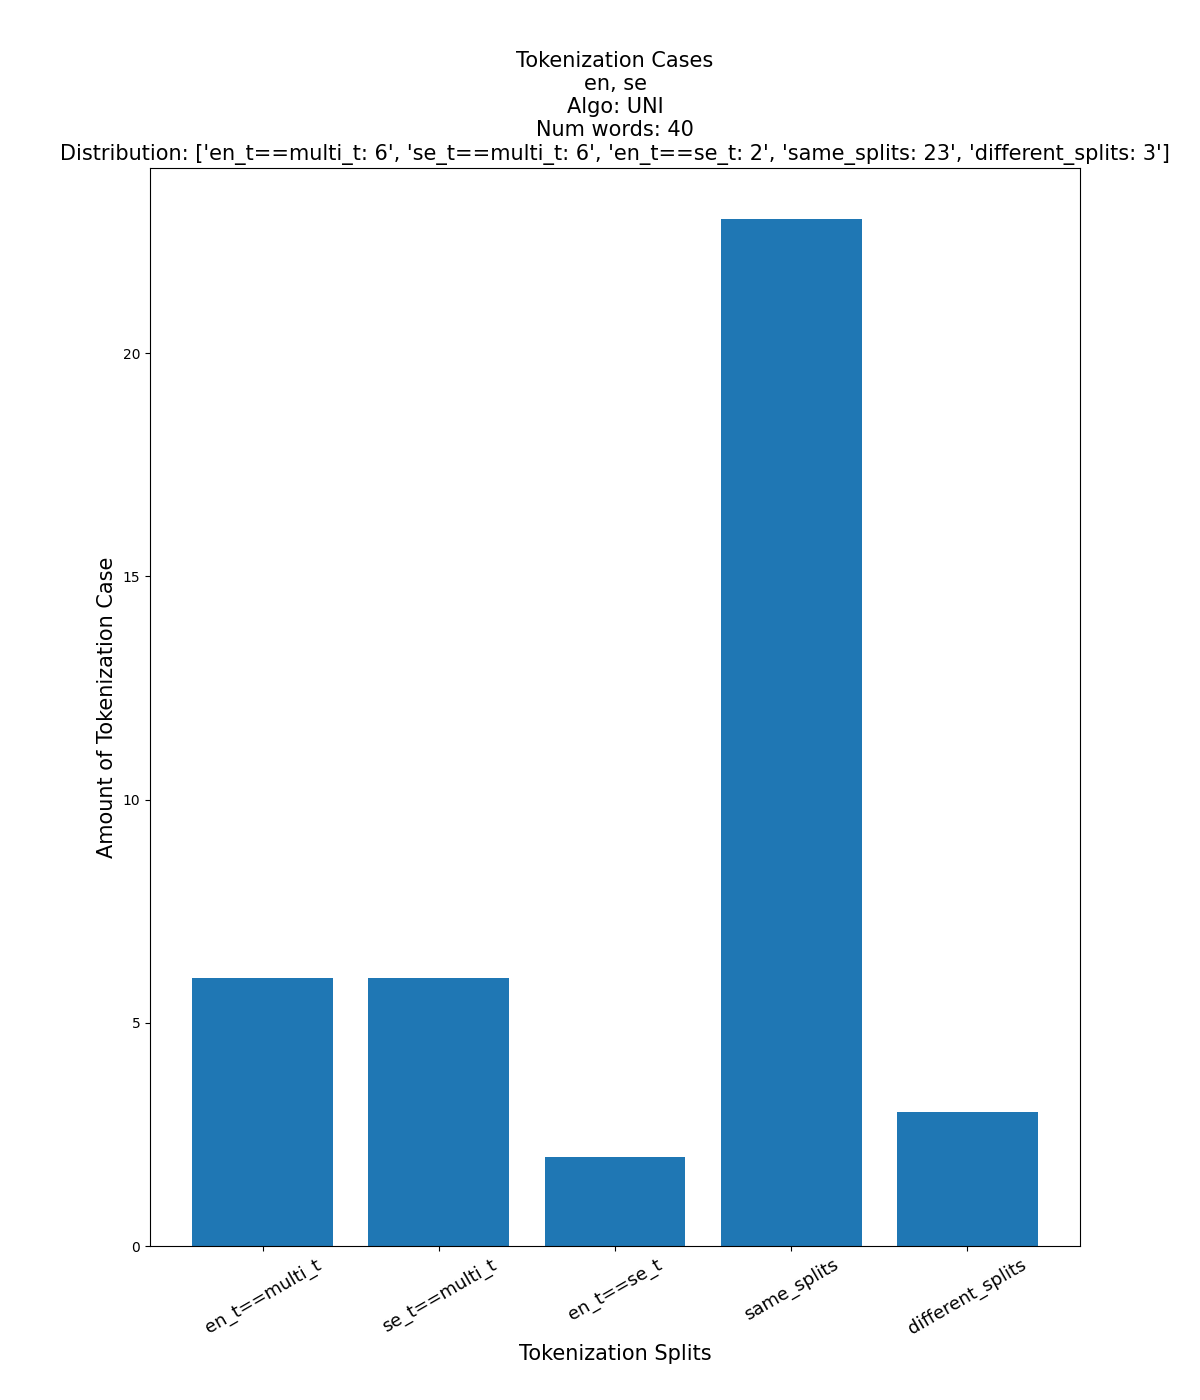 Tokenization Cases
en, se
Algo: UNI
Num words: 40
Distribution: ['en_t==multi_t: 6', 'se_t==multi_t: 6', 'en_t==se_t: 2', 'same_splits: 23', 'different_splits: 3']
Amount of Tokenization Case
20
15
10
5
0
en_t==multi_t
se_t==multi_t
en_t==se_t
same_splits
different_splits
Tokenization Splits